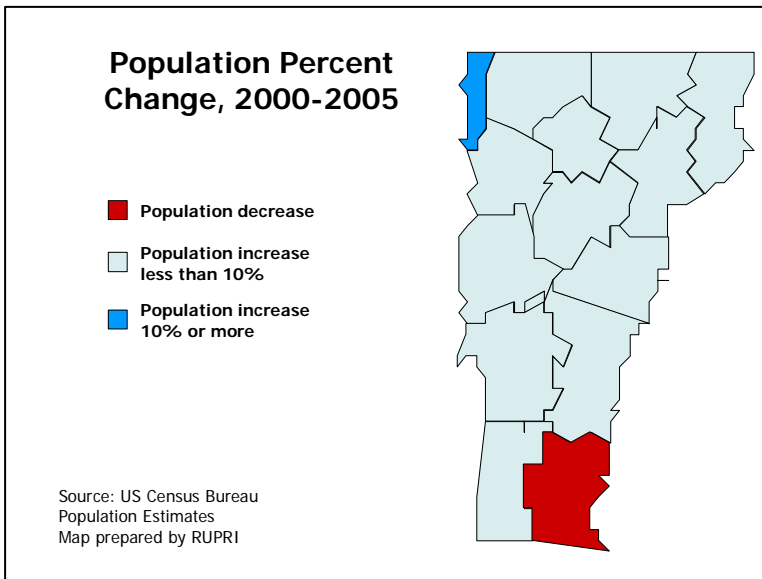 Population Percent
Change, 2000-2005
Population decrease
Population increase
less than 10%
Population increase
10% or more
Source: US Census Bureau
Population Estimates
Map prepared by RUPRI